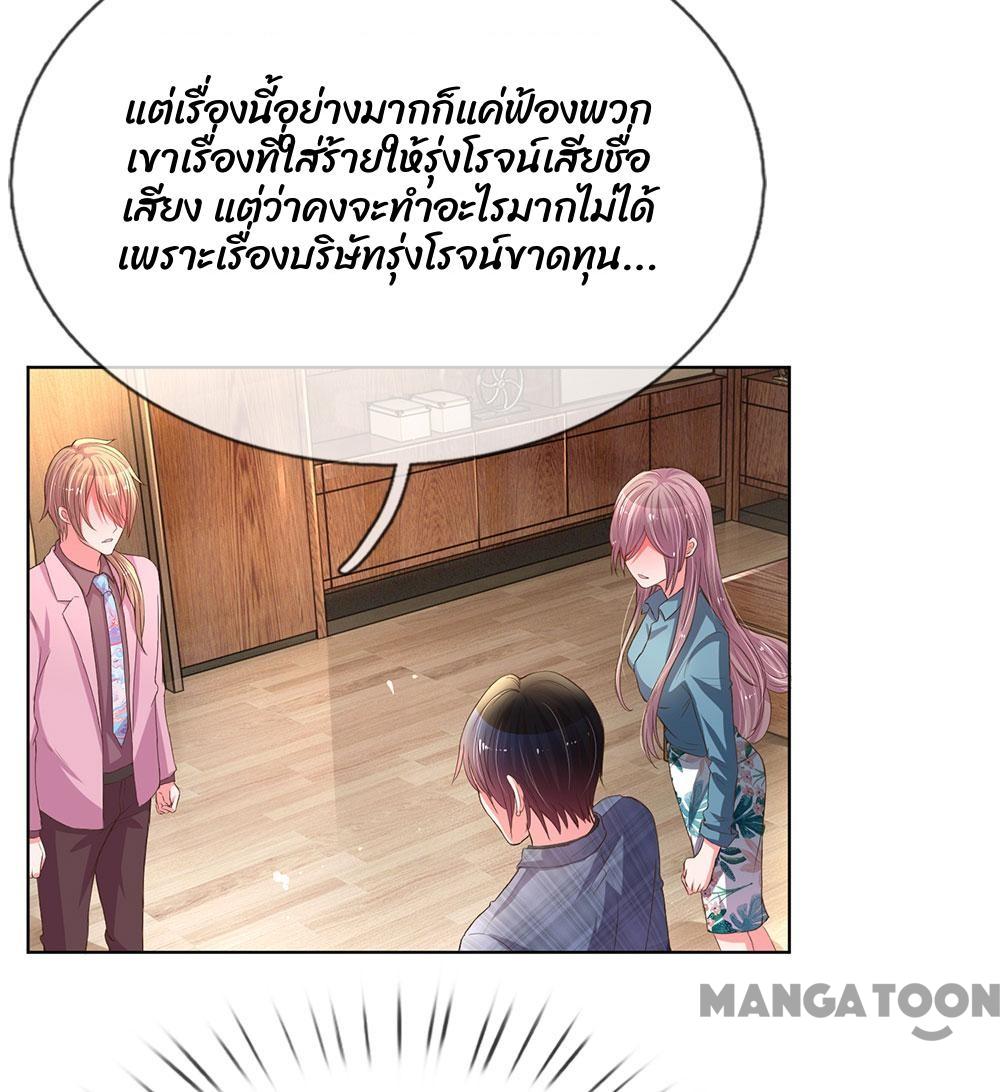 แต่เรื่องนี้อย่างมากก็แค่ฟ้องพวก
เขาเรื่องที่ใส่ร้ายให้รุ่งโรจน์เสียชื่อ
เสียง แต่ว่าคงจะทำอะไรมากไม่ได้
เพราะเรื่องบริษัทรุ่งโรจน์ขาดทุน...
MANGATOON